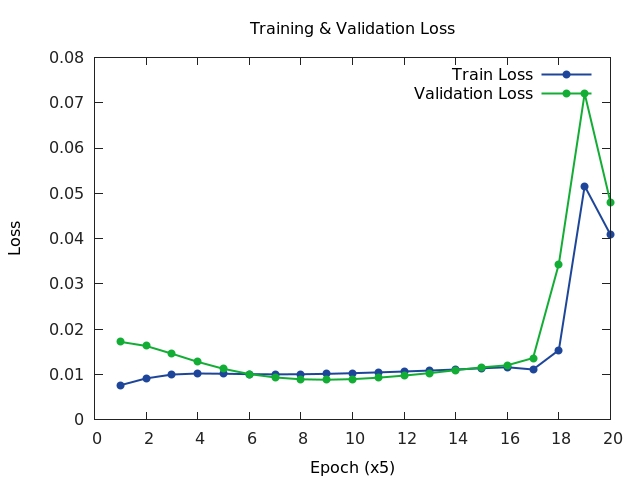 Training & Validation Loss
Train Loss
Validation Loss
0.08
0.07
0.06
0.05
0.04
0.03
0.02
0.01
0
Loss
0 2 4 6 8 10 12 14 16 18 20
Epoch (x5)